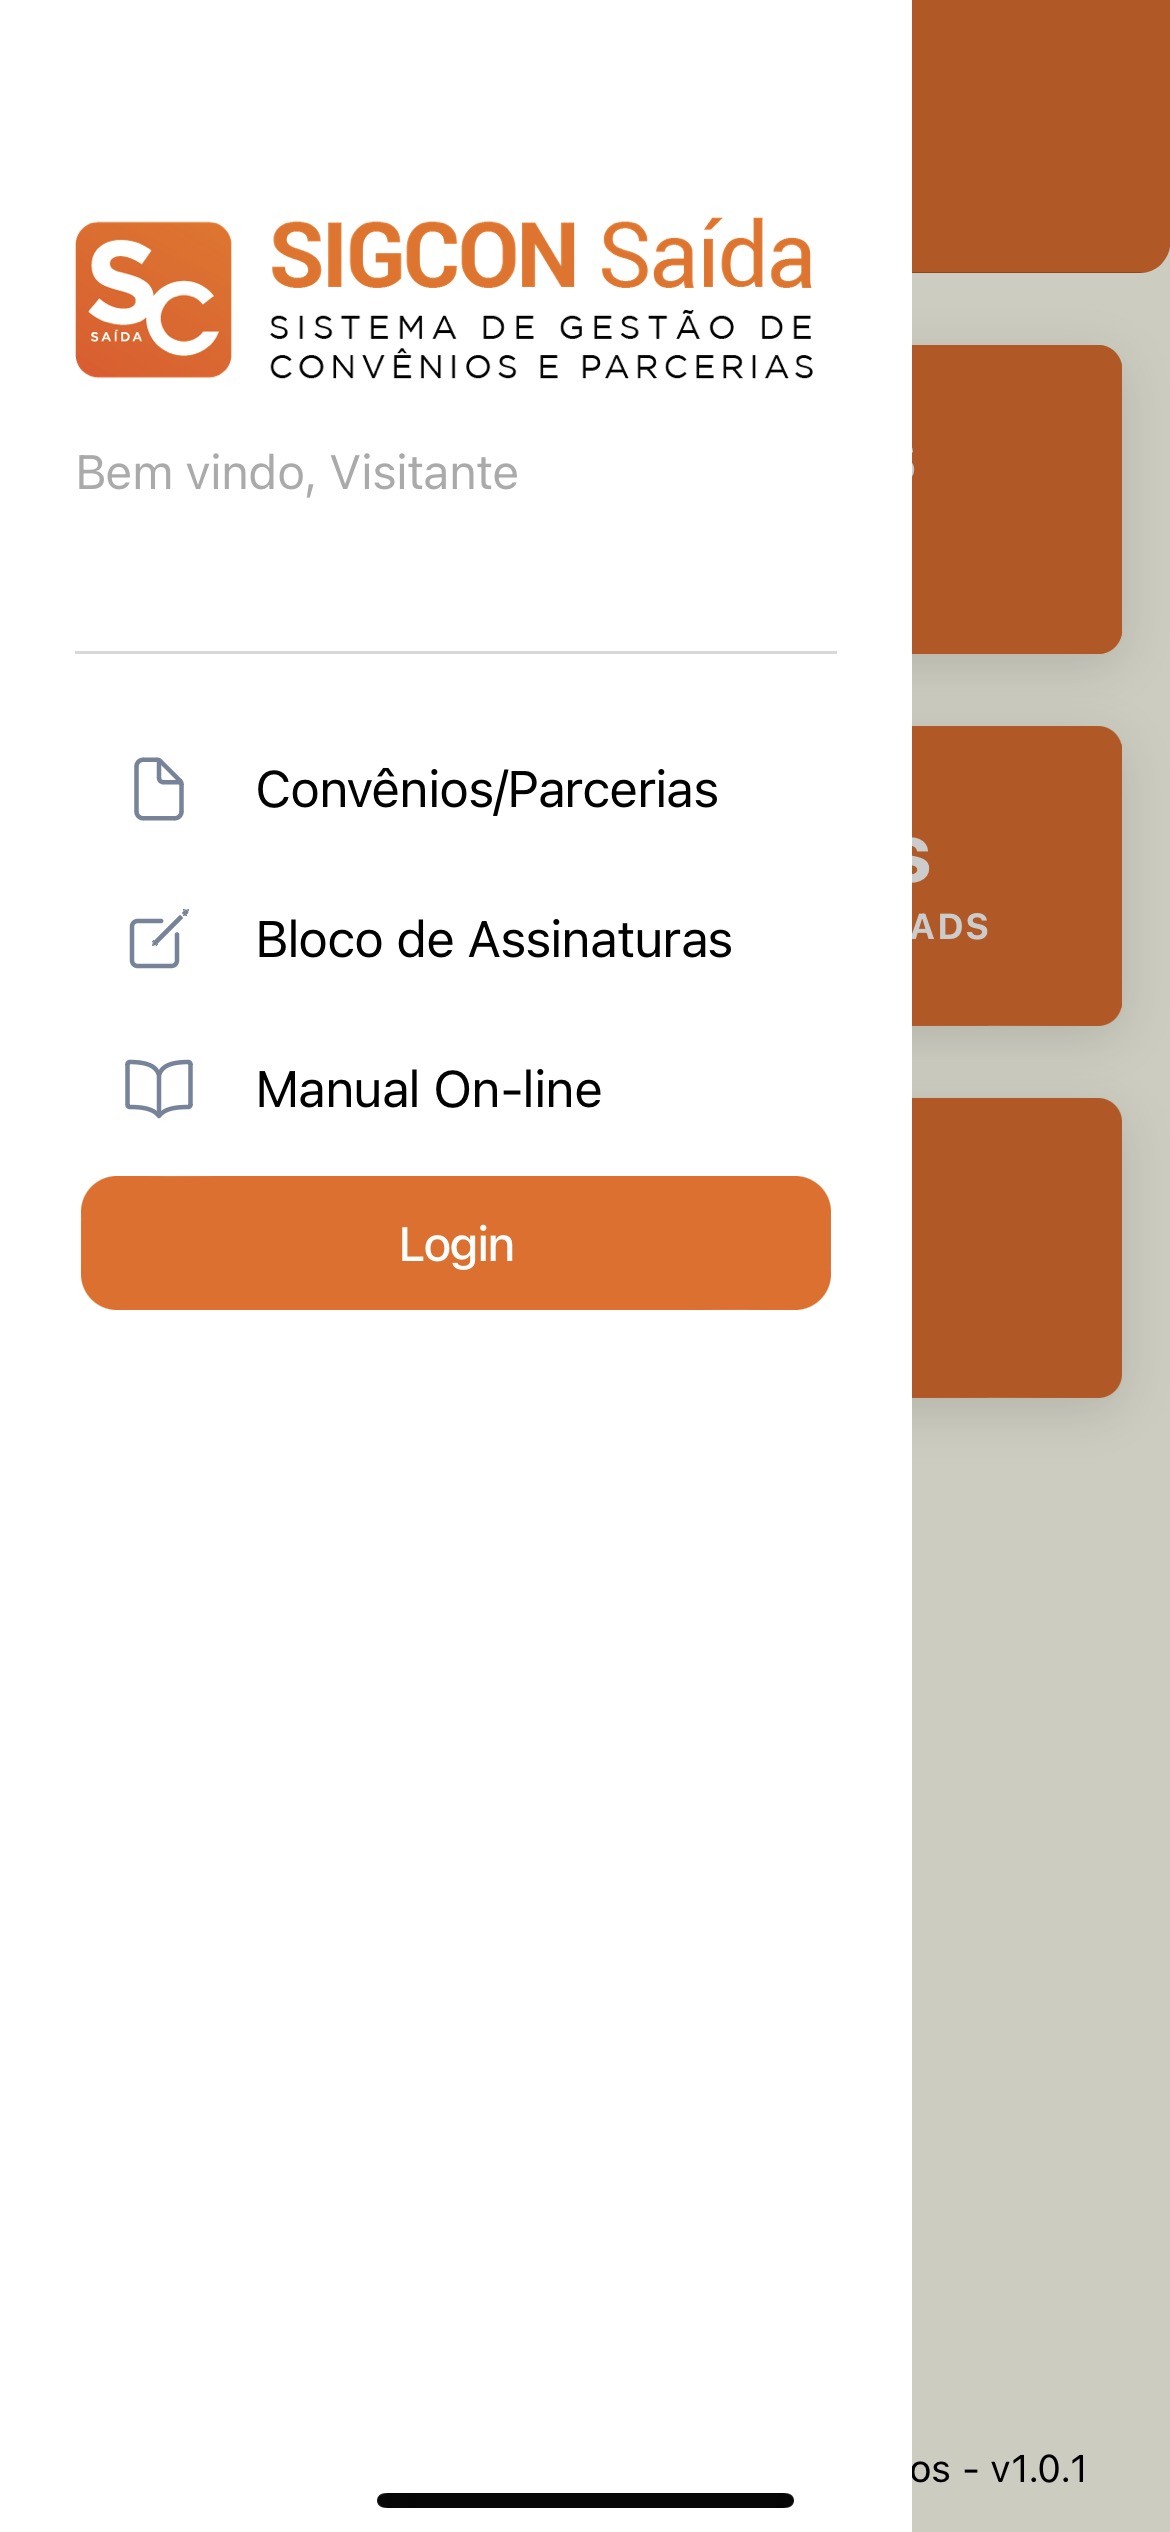 SC
SAÍDA
SIGCON Saída
SISTEMA DE GESTÃO DE
CONVÊNIOS E PARCERIAS
Bem vindo, Visitante
Convênios/Parcerias
Bloco de Assinaturas
Manual On-line
Login
ADS
os - v1.0.1